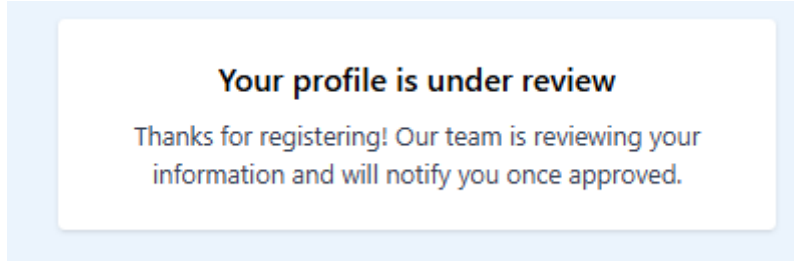 Your profile is under review
Thanks for registering! Our team is reviewing your
information and will notify you once approved.